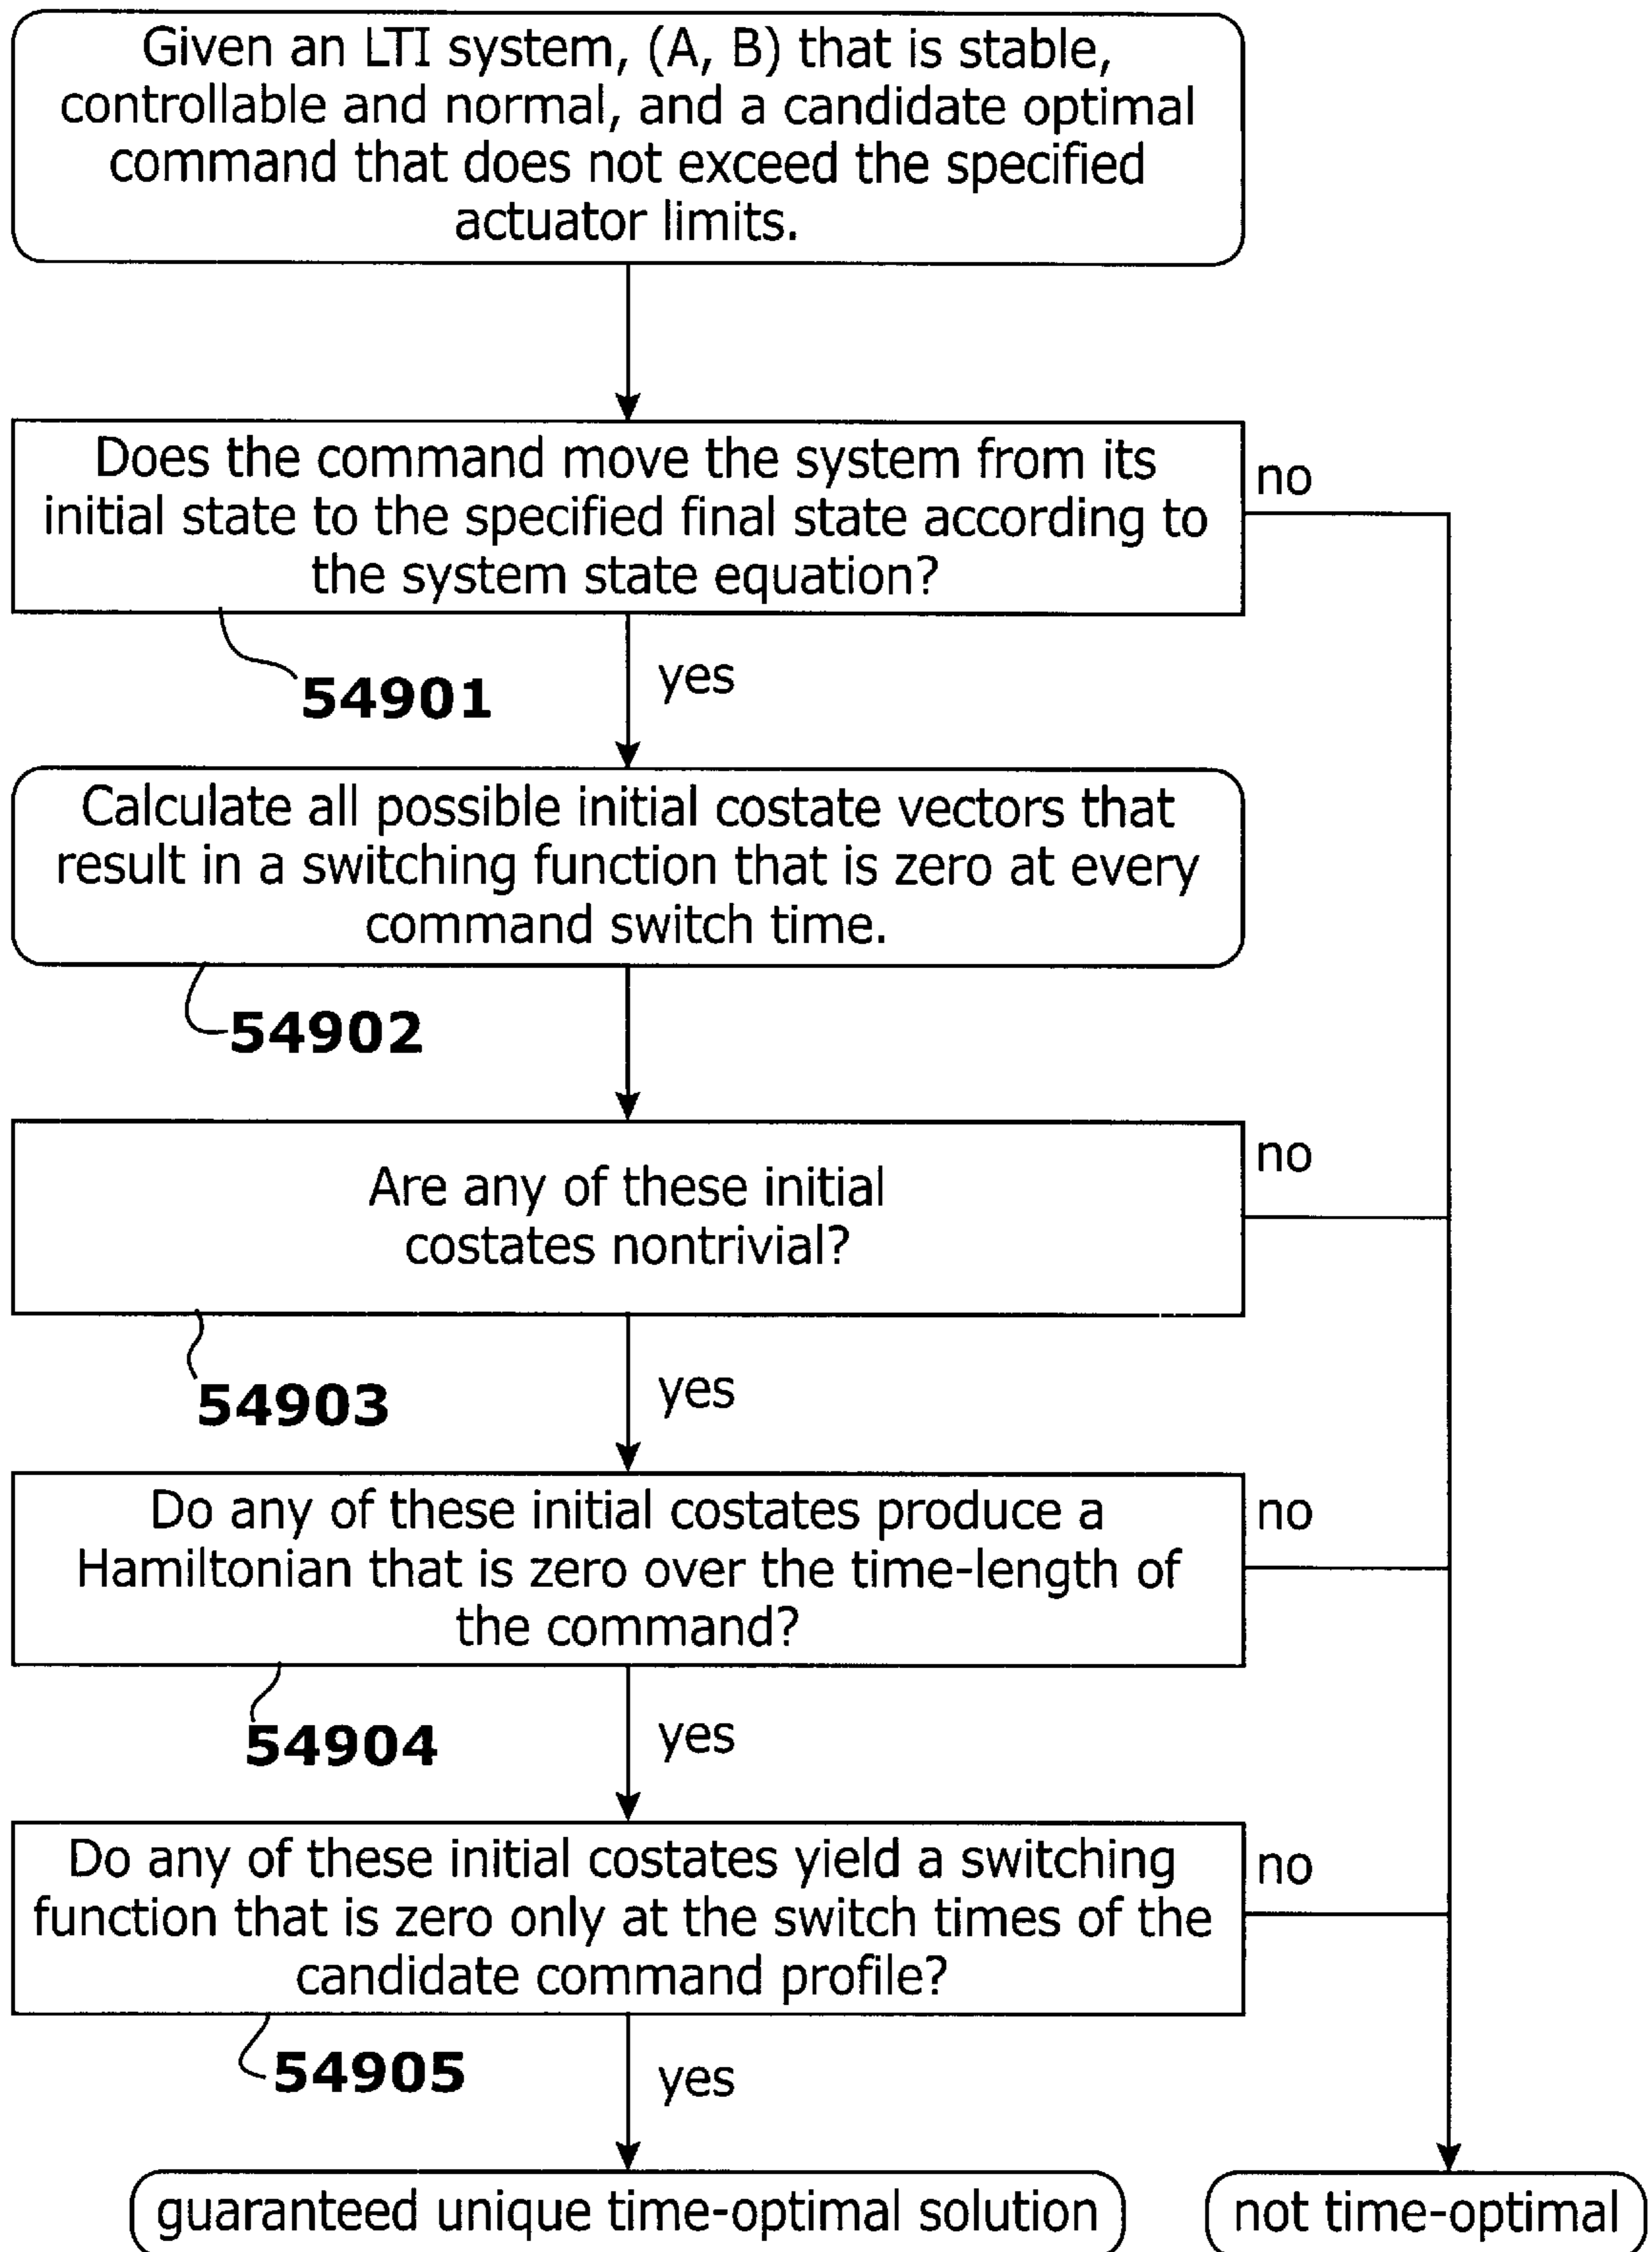 Given an LTI system, (A, B) that is stable,
controllable and normal, and a candidate optimal
command that does not exceed the specified
actuator limits.
Does the command move the system from its
initial state to the specified final state according to
the system state equation?
no
54901
yes
Calculate all possible initial costate vectors that
result in a switching function that is zero at every
command switch time.
54902
Are any of these initial
costates nontrivial?
no
54903
yes
Do any of these initial costates produce a
Hamiltonian that is zero over the time-length of
the command?
no
54904
yes
Do any of these initial costates yield a switching
function that is zero only at the switch times of the
candidate command profile?
no
54905
yes
guaranteed unique time-optimal solution
not time-optimal